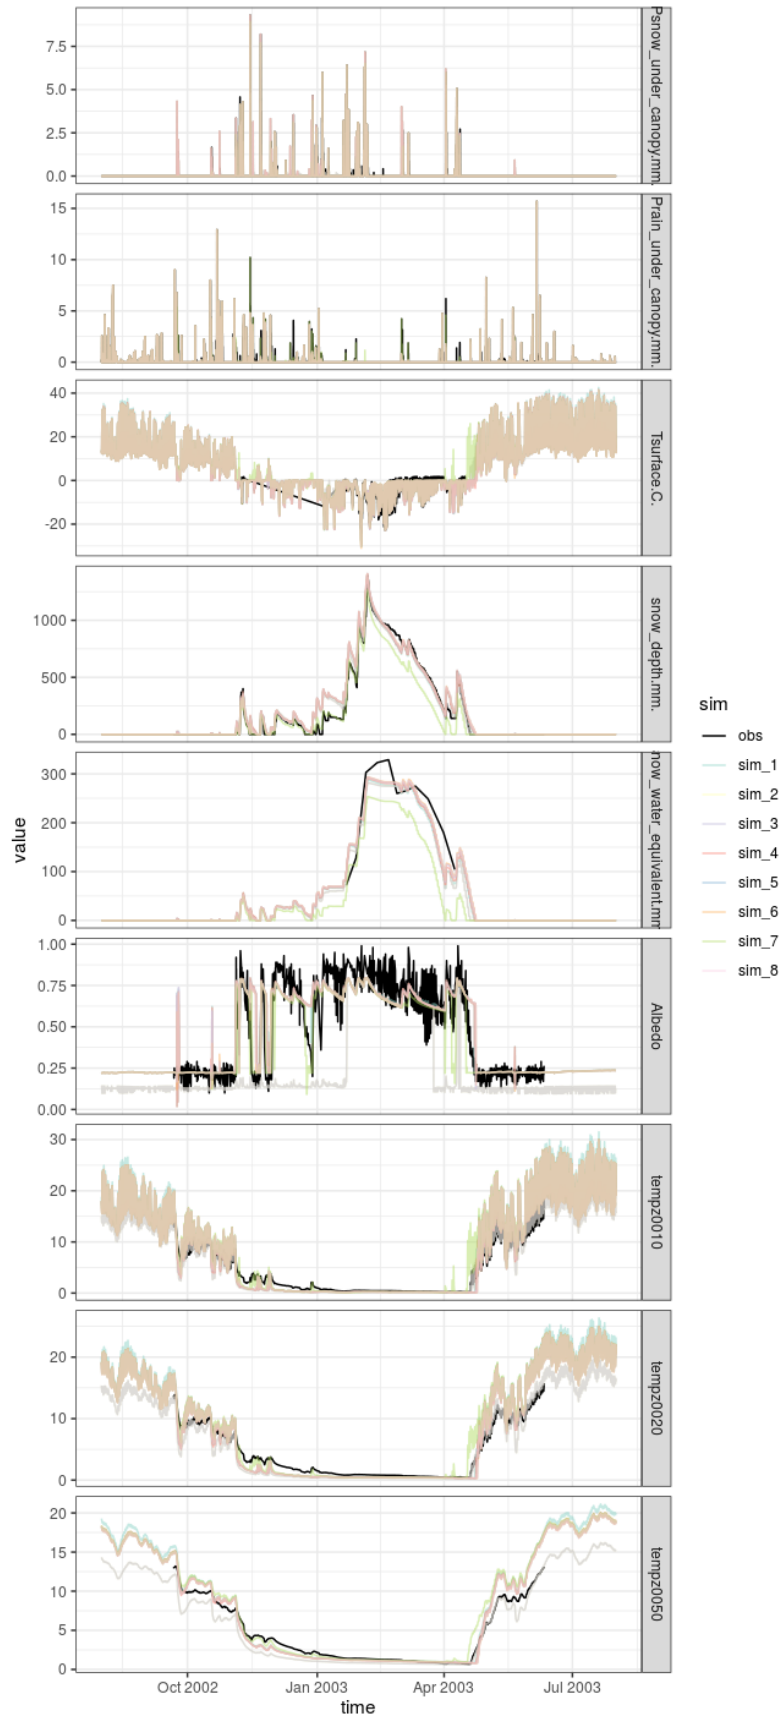 7.5
5.0
2.5
0.0
Psnow_under_canopy.mm.
15
10
5
0
Prain_under_canopy.mm.
40
20
0
-20
Tsurface.C.
1000
500
0
snow_depth.mm.
300
200
100
0
now_water_equivalent.mm
1.00
0.75
0.50
0.25
0.00
Albedo
30
20
10
0
tempz0010
20
10
0
tempz0020
20
15
10
5
0
tempz0050
value
Oct 2002
Jan 2003
Apr 2003
Jul 2003
time
sim
obs
sim_1
sim_2
sim_3
sim_4
sim_5
sim_6
sim_7
sim_8